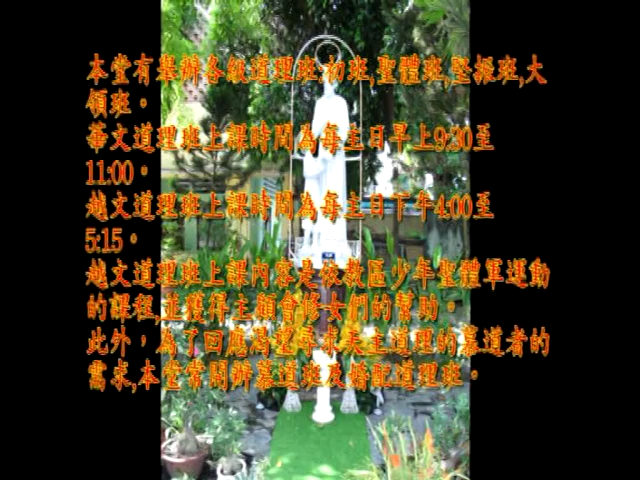 本堂有舉辦各級道理班:初班,聖體班,堅振班,大
領班。
華文道理班上課時間為每主日早上9:30至
11:00。
越文道理班上課時間為每主日下午4:00至
5:15。
越文道理班上課內容是依教區少年聖體軍運動
的課程,並獲得主顧會修女們的幫助。
此外，為了回應渴望尋求天主道理的慕道者的
需求,本堂常開辦慕道班及婚配道理班。